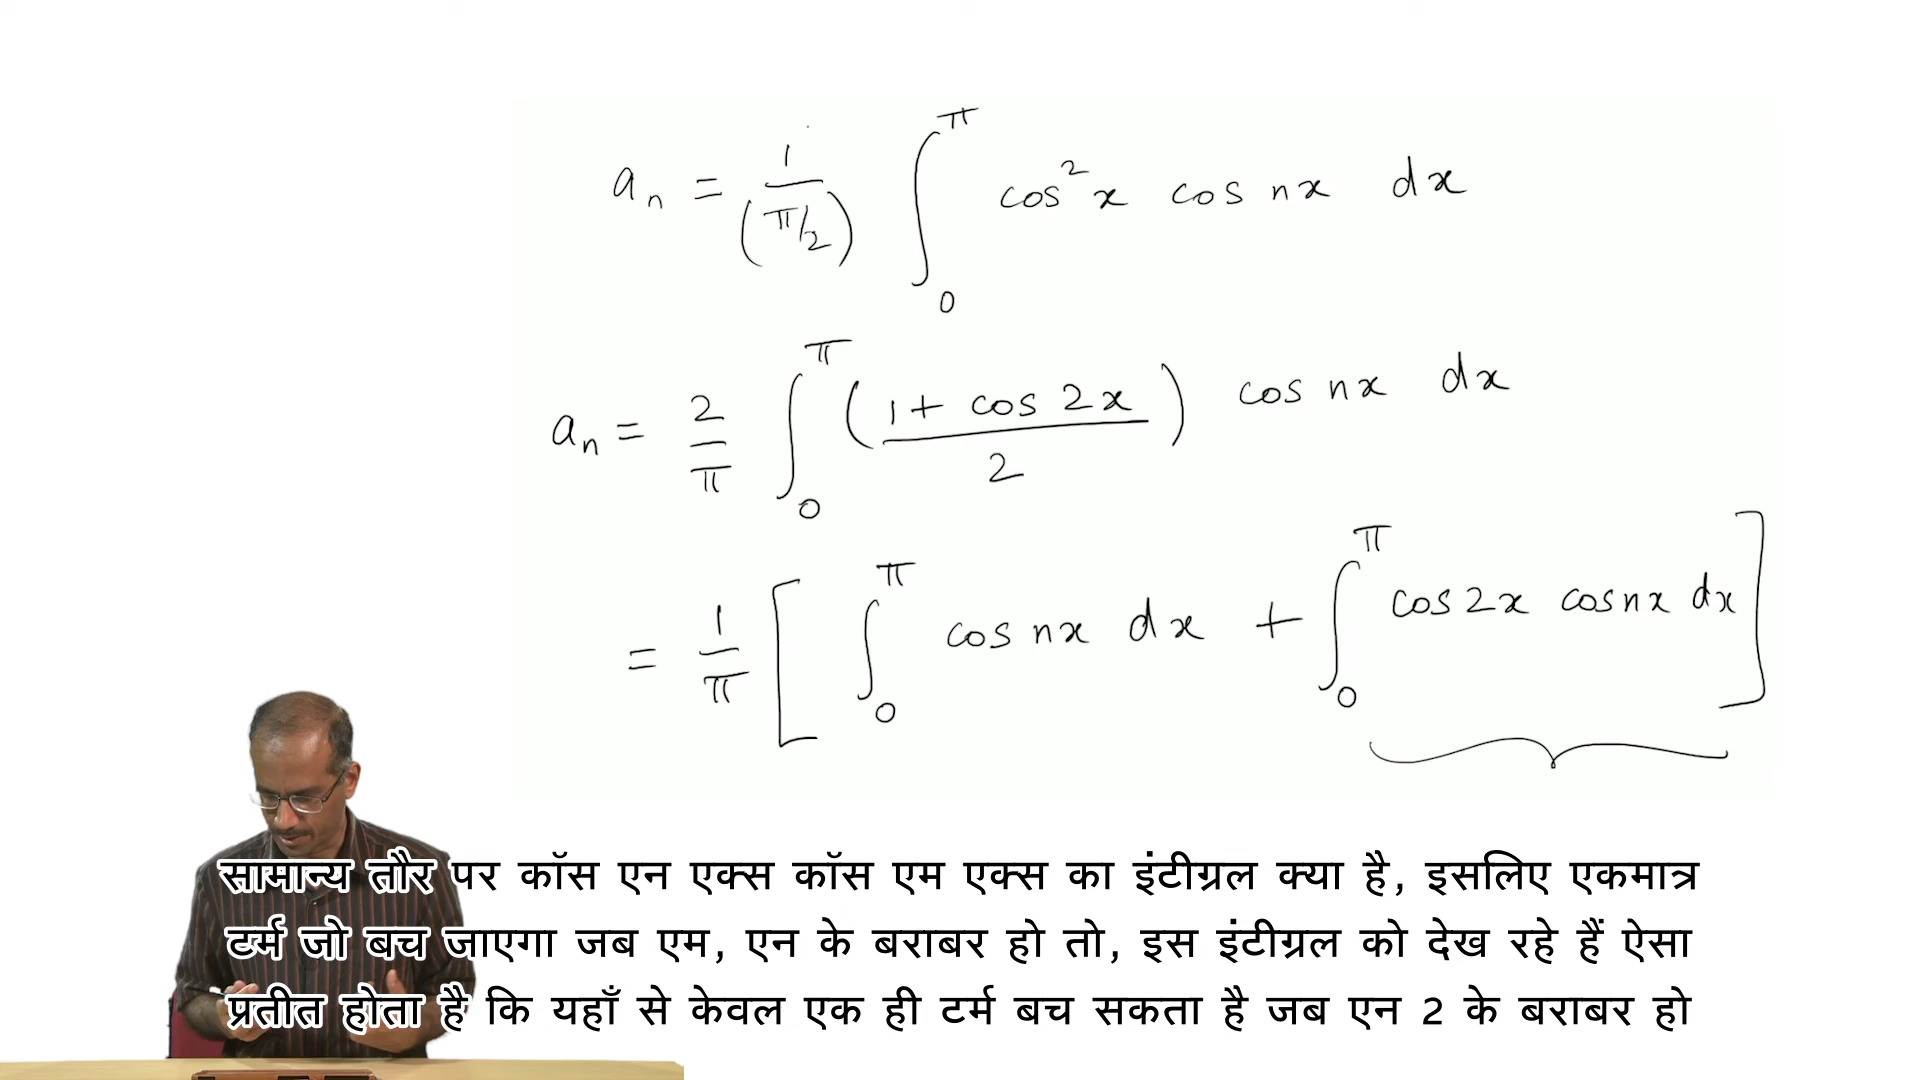 aₙ = 1/(π/2) ∫₀^π cos² x cos nx dx
aₙ = 2/π ∫₀^π ((1 + cos 2x)/2) cos nx dx
= 1/π [ ∫₀^π cos nx dx + ∫₀^π cos 2x cos nx dx ]
सामान्य तौर पर कॉस एन एक्स कॉस एम एक्स का इंटीग्रल क्या है, इसलिए एकमात्र
टर्म जो बच जाएगा जब एम, एन के बराबर हो तो, इस इंटीग्रल को देख रहे हैं ऐसा
प्रतीत होता है कि यहाँ से केवल एक ही टर्म बच सकता है जब एन 2 के बराबर हो